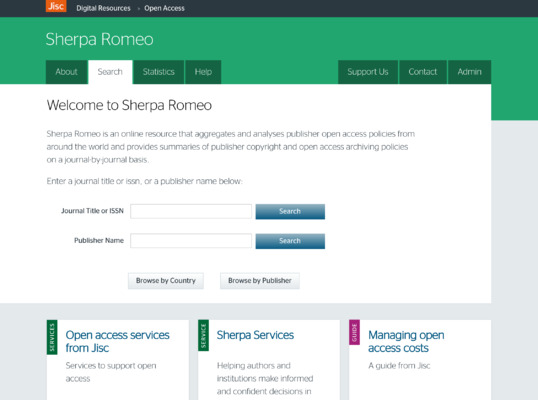 Jisc Digital Resources › Open Access
Sherpa Romeo
About Search Statistics Help Support Us Contact Admin
Welcome to Sherpa Romeo
Sherpa Romeo is an online resource that aggregates and analyses publisher open access policies from
around the world and provides summaries of publisher copyright and open access archiving policies
on a journal-by-journal basis.
Enter a journal title or issn, or a publisher name below:
Journal Title or ISSN Search
Publisher Name Search
Browse by Country Browse by Publisher
SERVICES
Open access services
from Jisc
Services to support open
access
SERVICE
Sherpa Services
Helping authors and
institutions make informed
and confident decisions in
GUIDE
Managing open
access costs
A guide from Jisc